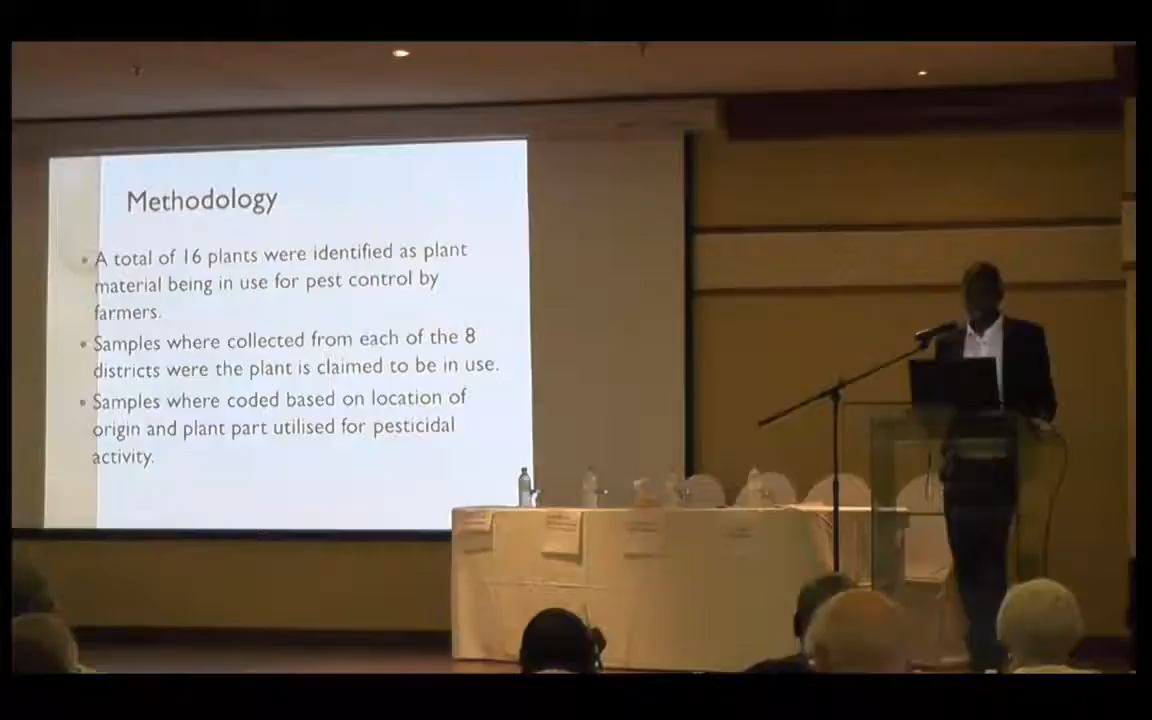 Methodology
• A total of 16 plants were identified as plant
material being in use for pest control by
farmers.
• Samples where collected from each of the 8
districts were the plant is claimed to be in use.
• Samples where coded based on location of
origin and plant part utilised for pesticidal
activity.